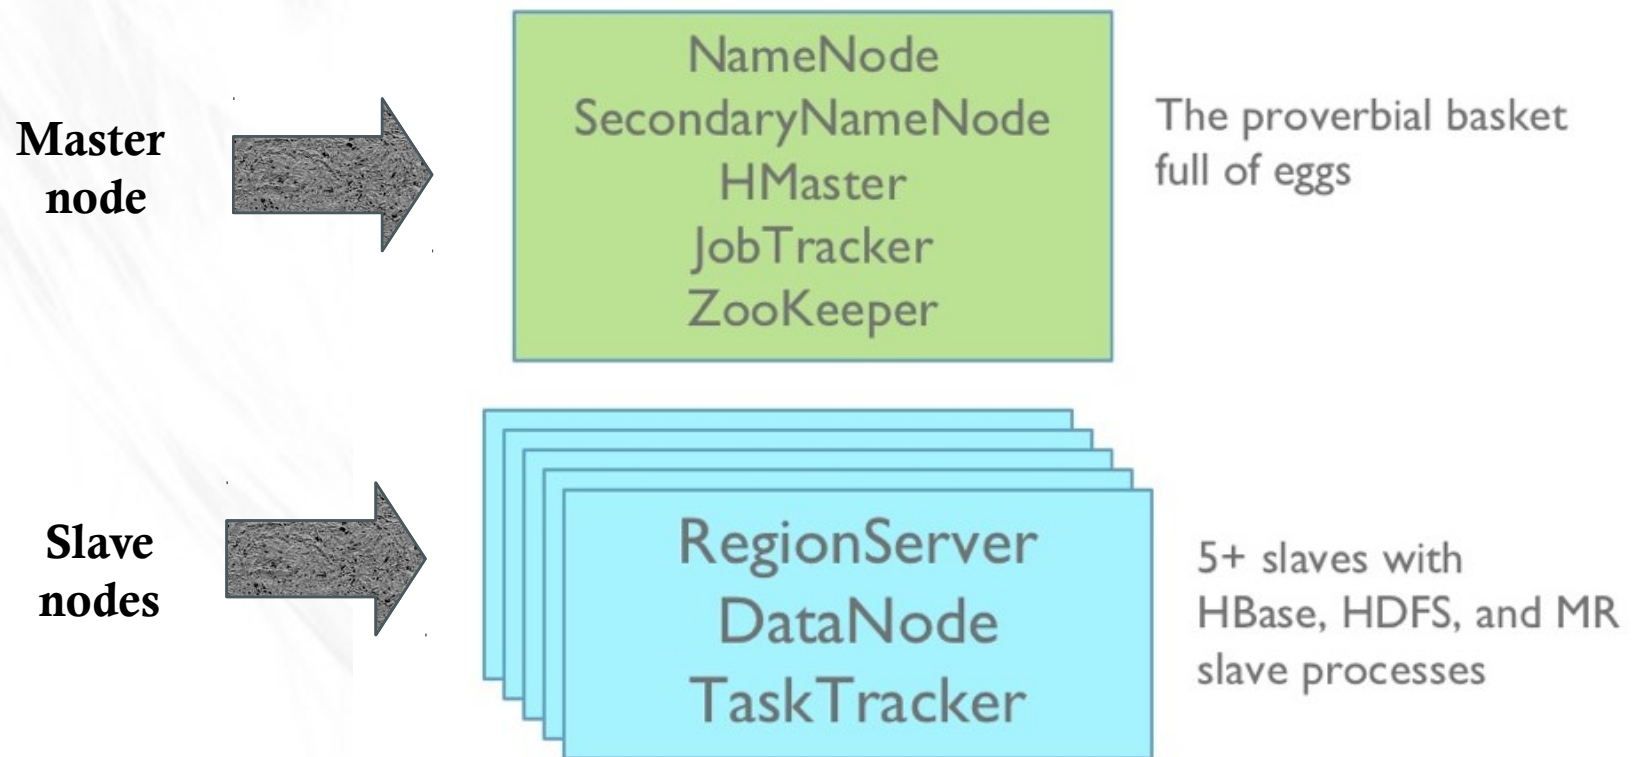 Master
node
NameNode
SecondaryNameNode
HMaster
JobTracker
ZooKeeper
The proverbial basket
full of eggs
Slave
nodes
RegionServer
DataNode
TaskTracker
5+ slaves with
HBase, HDFS, and MR
slave processes